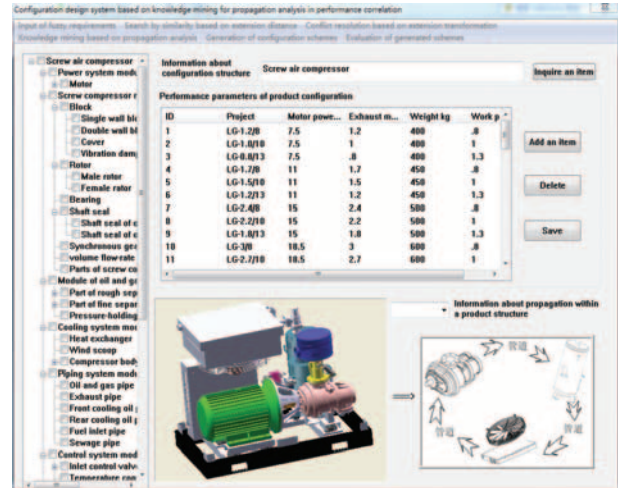 Configuration design system based on knowledge mining for propagation analysis in performance correlation
Input of fuzzy requirements Search by similarity based on extension distance Conflict resolution based on extension transformation
Knowledge mining based on propagation analysis Generation of configuration schemes Evaluation of generated schemes
Screw air compressor
Power system modu
Motor
Screw compressor r
Block
Single wall blo
Double wall bl
Cover
Vibration damp
Rotor
Male rotor
Female rotor
Bearing
Shaft seal
Shaft seal of o
Shaft seal of o
Synchronous gea
volume flow-rate
Parts of screw co
Module of oil and ga
Part of rough sep
Part of fine separ
Pressure-holding
Cooling system mod
Heat exchanger
Wind scoop
Compressor body
Piping system modu
Oil and gas pipe
Exhaust pipe
Front cooling oil p
Rear cooling oil p
Fuel inlet pipe
Sewage pipe
Control system mod
Inlet control valve
Temperature con
Information about
configuration structure
Screw air compressor
Inquire an item
Performance parameters of product configuration
ID Project Motor powe... Exhaust m... Weight kg Work p
1 LG-1.2/8 7.5 1.2 400 .8
2 LG-1.0/10 7.5 1 400 1
3 LG-0.8/13 7.5 .8 400 1.3
4 LG-1.7/8 11 1.7 450 .8
5 LG-1.5/10 11 1.5 450 1
6 LG-1.2/13 11 1.2 450 1.3
7 LG-2.4/8 15 2.4 500 .8
8 LG-2.2/10 15 2.2 500 1
9 LG-1.8/13 15 1.8 500 1.3
10 LG-3/8 18.5 3 600 .8
11 LG-2.7/10 18.5 2.7 600 1
Add an item
Delete
Save
Information about propagation within
a product structure
管道
管道
管道
管道